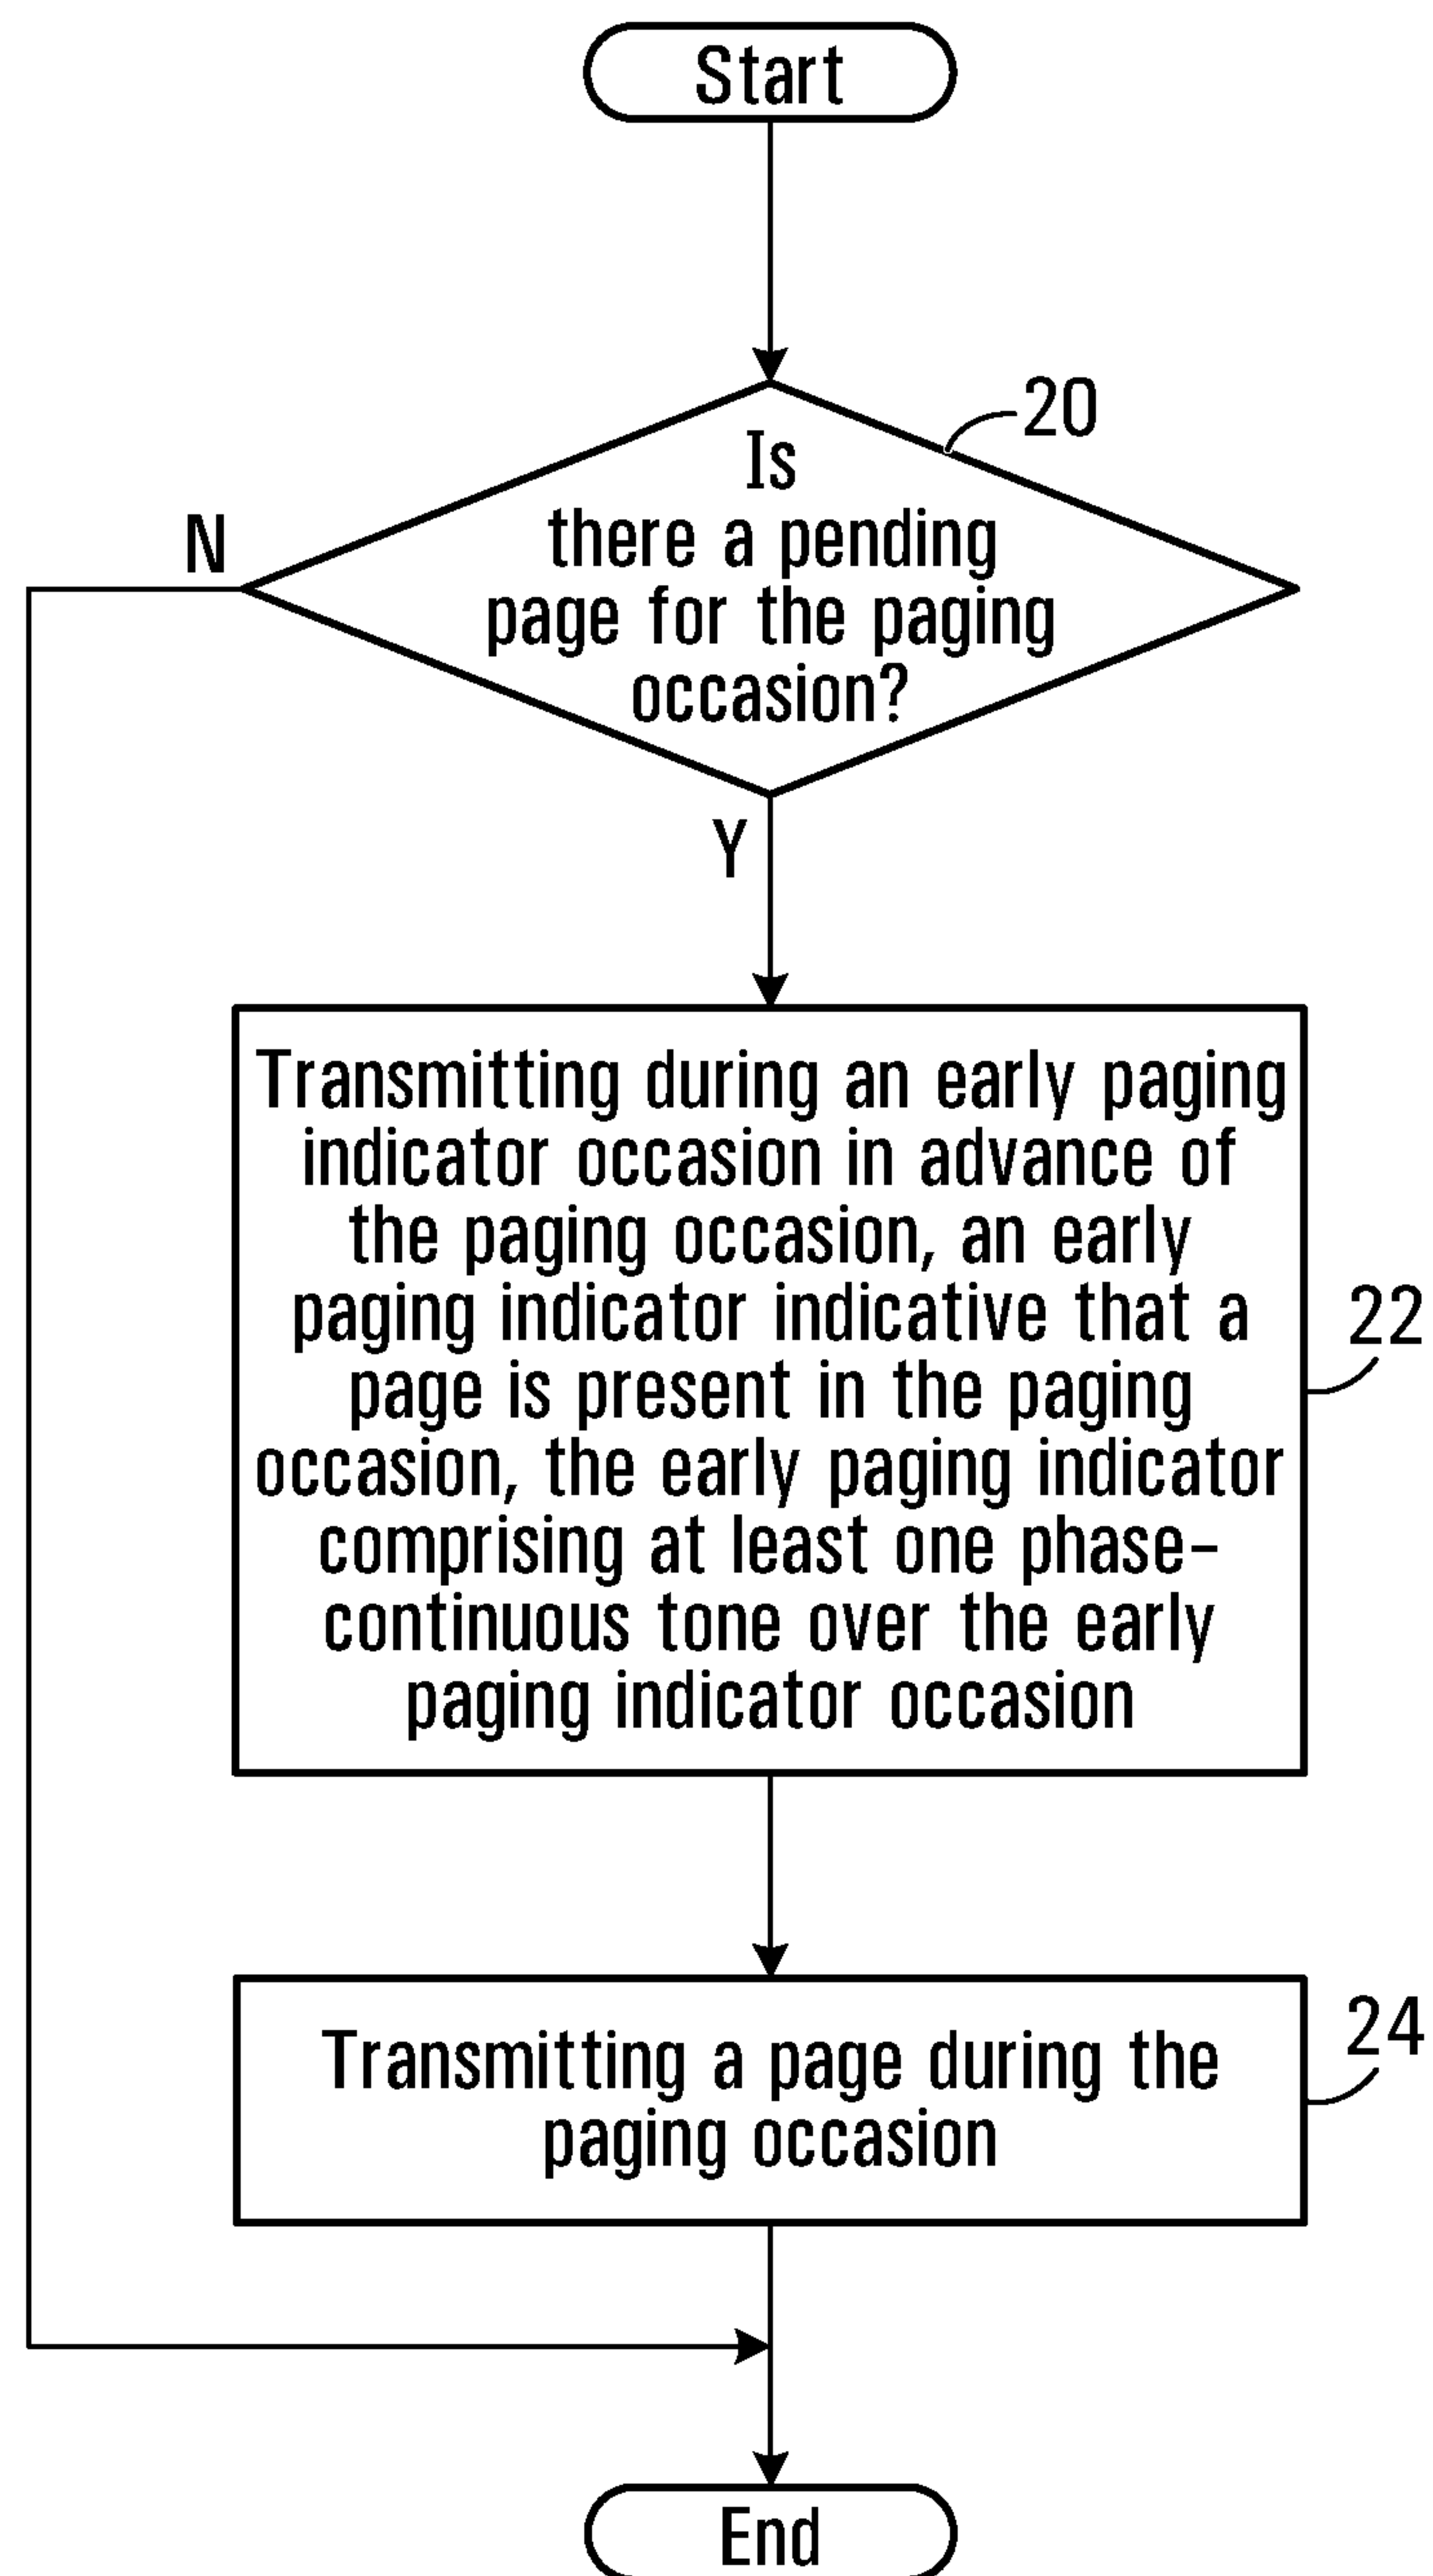 Start
20
Is
there a pending
page for the paging
occasion?
N
Y
Transmitting during an early paging
indicator occasion in advance of
the paging occasion, an early
paging indicator indicative that a
page is present in the paging
occasion, the early paging indicator
comprising at least one phase-
continuous tone over the early
paging indicator occasion
22
Transmitting a page during the
paging occasion
24
End